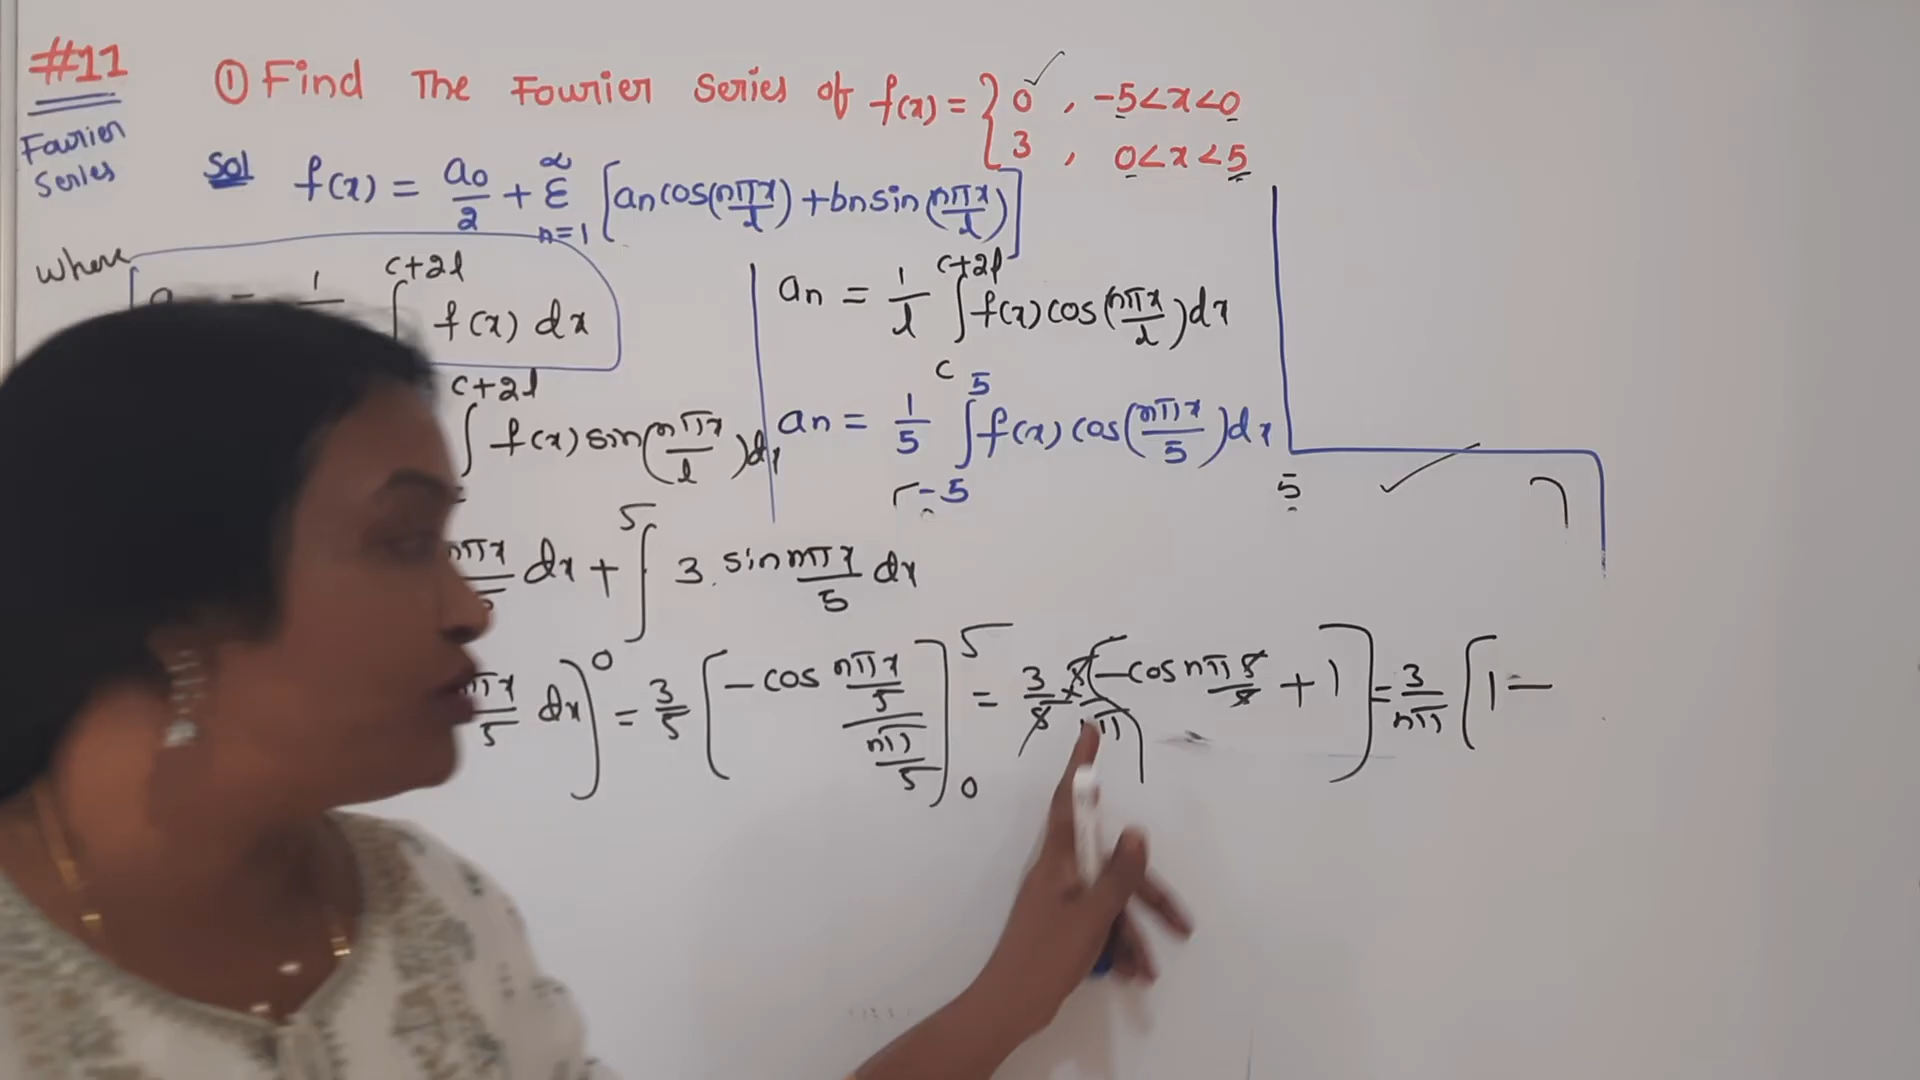 #11
Fourier
Series
① Find The Fourier Series of f(x) = { 0 , -5<x<0
3 , 0<x<5
Sol f(x) = a0/2 + Σ n=1 ∞ [an cos(nπx/l) + bn sin(nπx/l)]
where
∫ c+2l f(x) dx
an = 1/l ∫ c c+2l f(x) cos(nπx/l) dx
c+2l ∫ f(x) sin(nπx/l) dx
an = 1/5 ∫ -5 5 f(x) cos(nπx/5) dx
5
nπx/5 dx + ∫ 5 3. sin nπx/5 dx
nπx/5 dx] 0 = 3/5 [-cos nπx/5 / nπ/5] 0 5 = 3/5 × 5/nπ [-cos nπ5/5 + 1] = 3/nπ [1 -